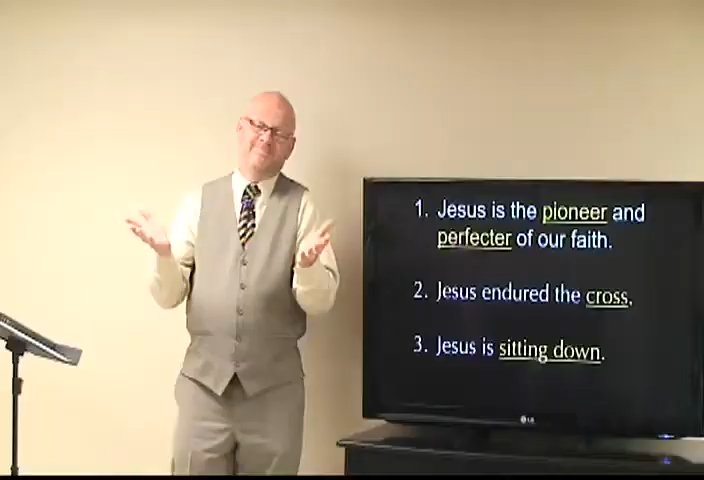 1. Jesus is the pioneer and
perfecter of our faith.
2. Jesus endured the cross.
3. Jesus is sitting down.
LG